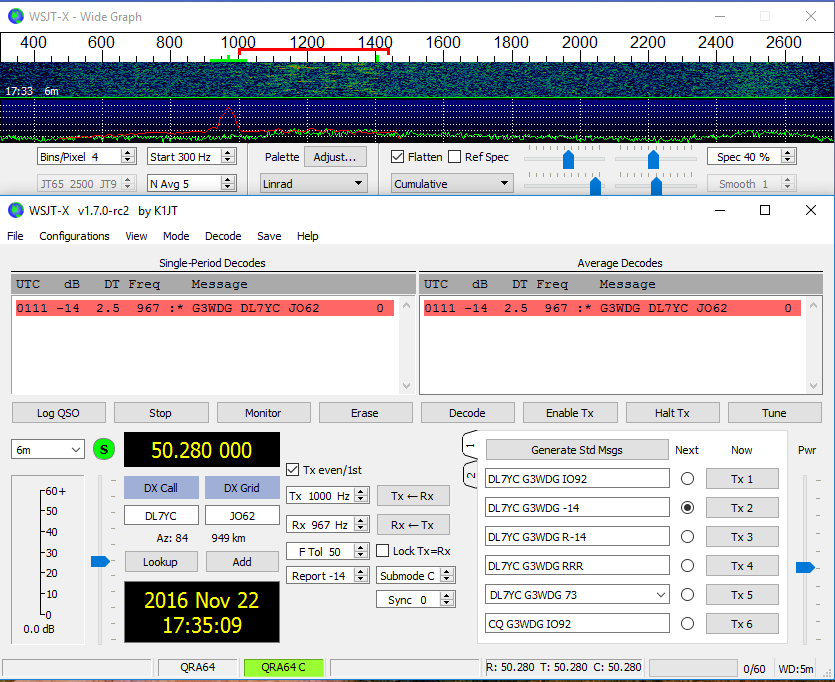 WSJT-X - Wide Graph
400 600 800 1000 1200 1400 1600 1800 2000 2200 2400 2600
17:33 6m
Bins/Pixel 4 Start 300 Hz Palette Adjust... Flatten Ref Spec Spec 40 %
JT65 2500 JT9 N Avg 5 Linrad Cumulative Smooth 1
WSJT-X v1.7.0-rc2 by K1JT
File Configurations View Mode Decode Save Help
Single-Period Decodes Average Decodes
UTC dB DT Freq Message UTC dB DT Freq Message
0111 -14 2.5 967 :* G3WDG DL7YC JO62 0 0111 -14 2.5 967 :* G3WDG DL7YC JO62 0
Log QSO Stop Monitor Erase Decode Enable Tx Halt Tx Tune
6m S 50.280 000 Tx even/1st 1 Generate Std Msgs Next Now Pwr
DX Call DX Grid Tx 1000 Hz Tx ← Rx 2 DL7YC G3WDG IO92 Tx 1
60+
DL7YC JO62 Rx 967 Hz Rx ← Tx DL7YC G3WDG -14 Tx 2
50
Az: 84 949 km F Tol 50 Lock Tx=Rx DL7YC G3WDG R-14 Tx 3
40
30
Lookup Add Report -14 Submode C DL7YC G3WDG RRR Tx 4
20
2016 Nov 22 Sync 0 DL7YC G3WDG 73 Tx 5
10
17:35:09 CQ G3WDG IO92 Tx 6
0
0.0 dB
QRA64 QRA64 C R: 50.280 T: 50.280 C: 50.280 0/60 WD:5m